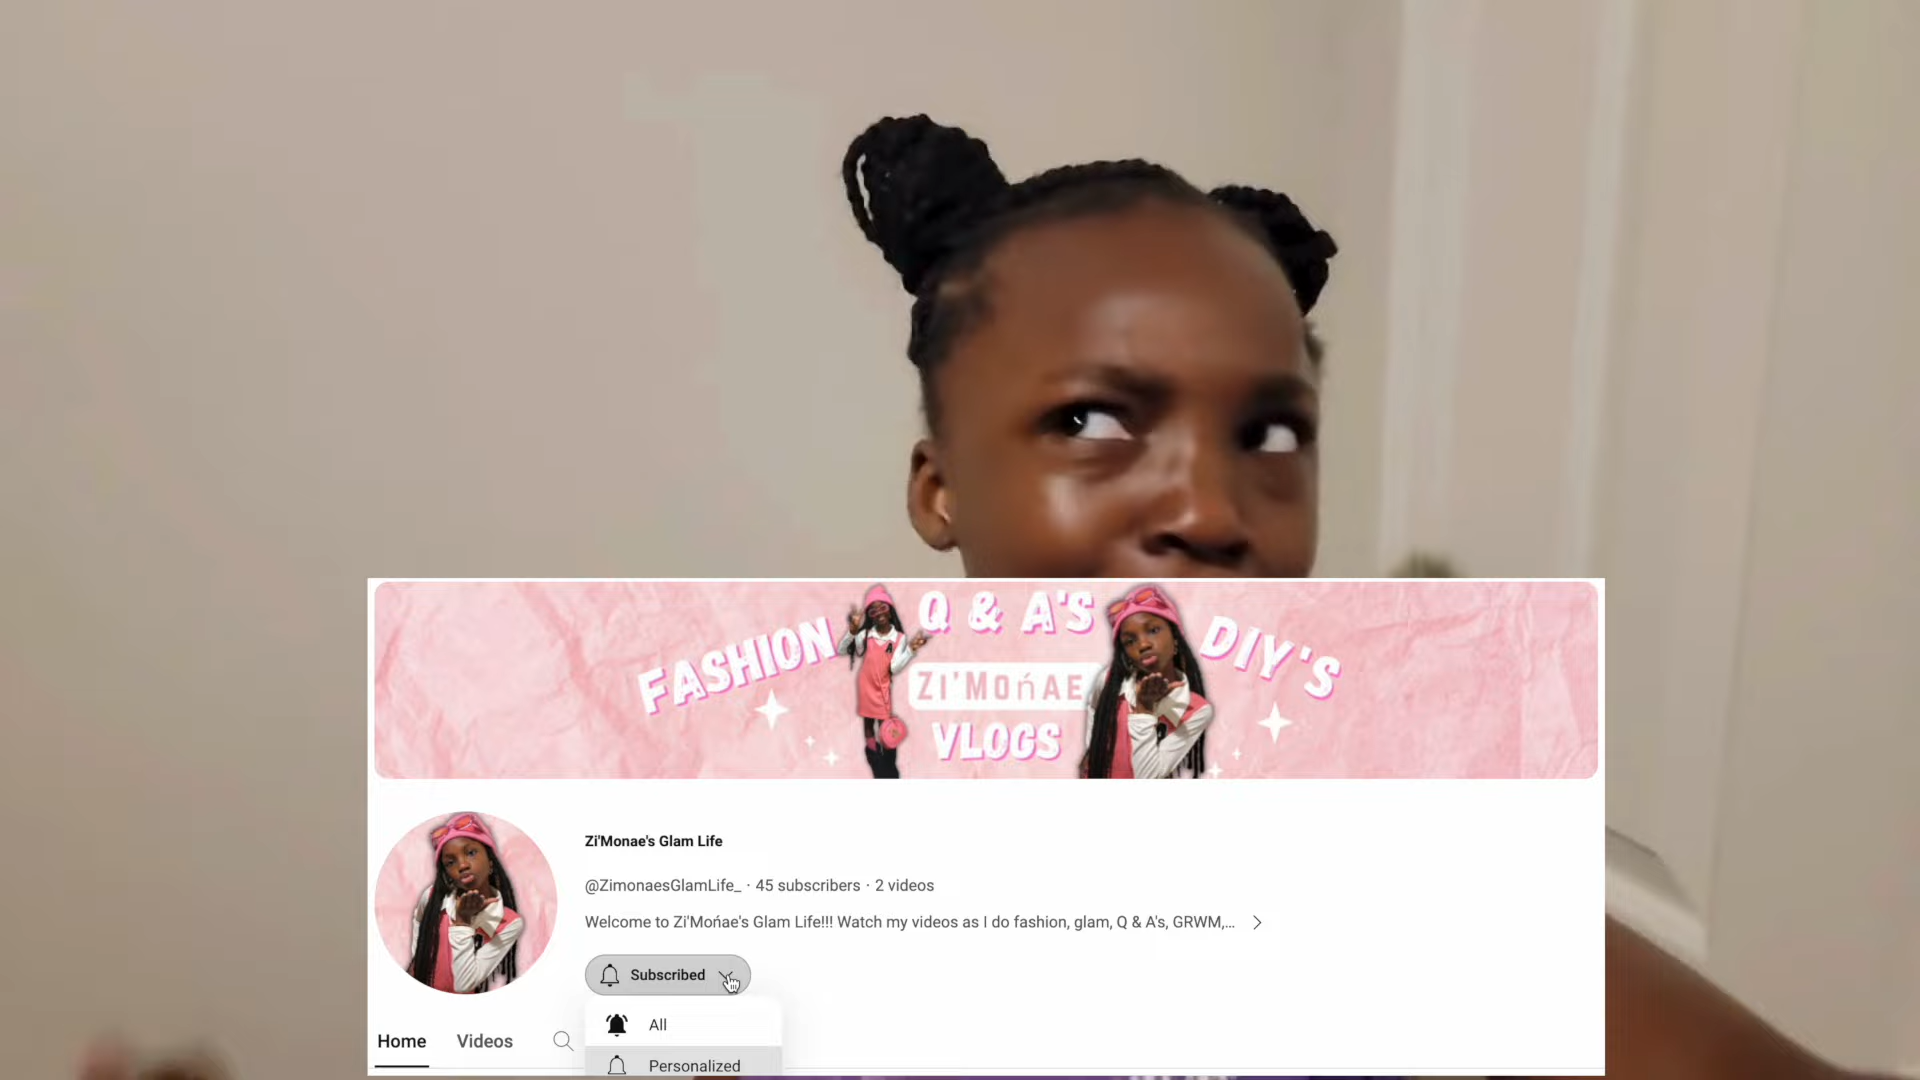 FASHION
Q & A'S
DIY'S
Zi'MońAE
VLOGS
Zi'Monae's Glam Life
@ZimonaesGlamLife_ · 45 subscribers · 2 videos
Welcome to Zi'Mońae's Glam Life!!! Watch my videos as I do fashion, glam, Q & A's, GRWM,...
Subscribed
All
Home
Videos
Personalized